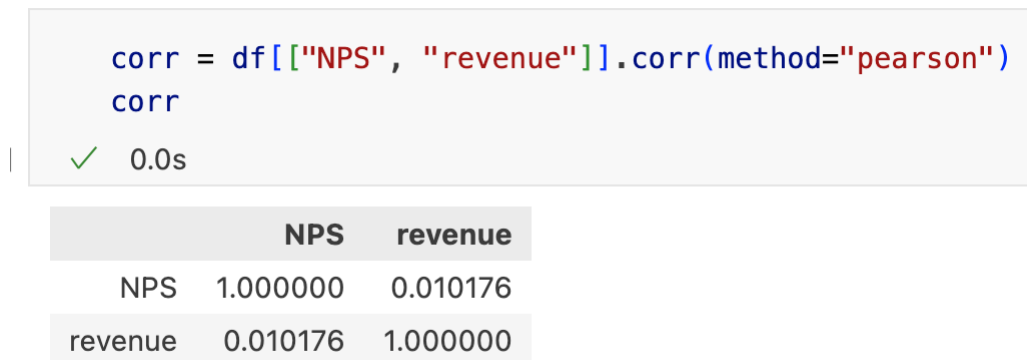 corr = df[["NPS", "revenue"]].corr(method="pearson")
corr
✓ 0.0s
NPS revenue
NPS 1.000000 0.010176
revenue 0.010176 1.000000